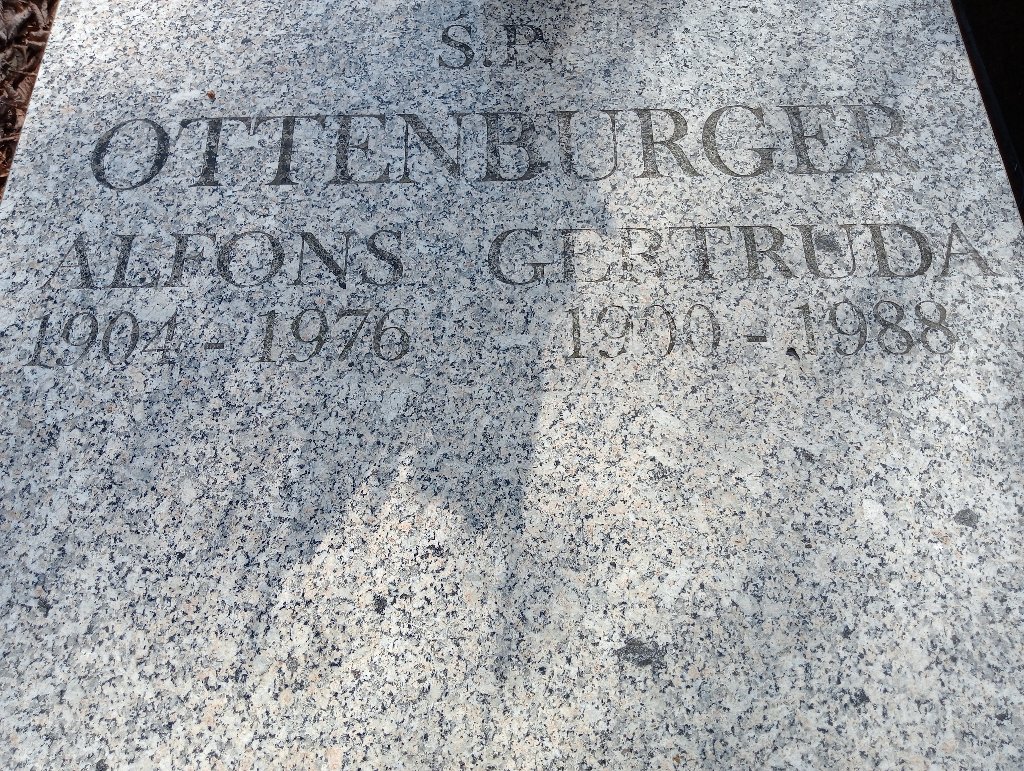 Ś.P.
OTTENBURGER
ALFONS GERTRUDA
1904 - 1976 1900 - 1988